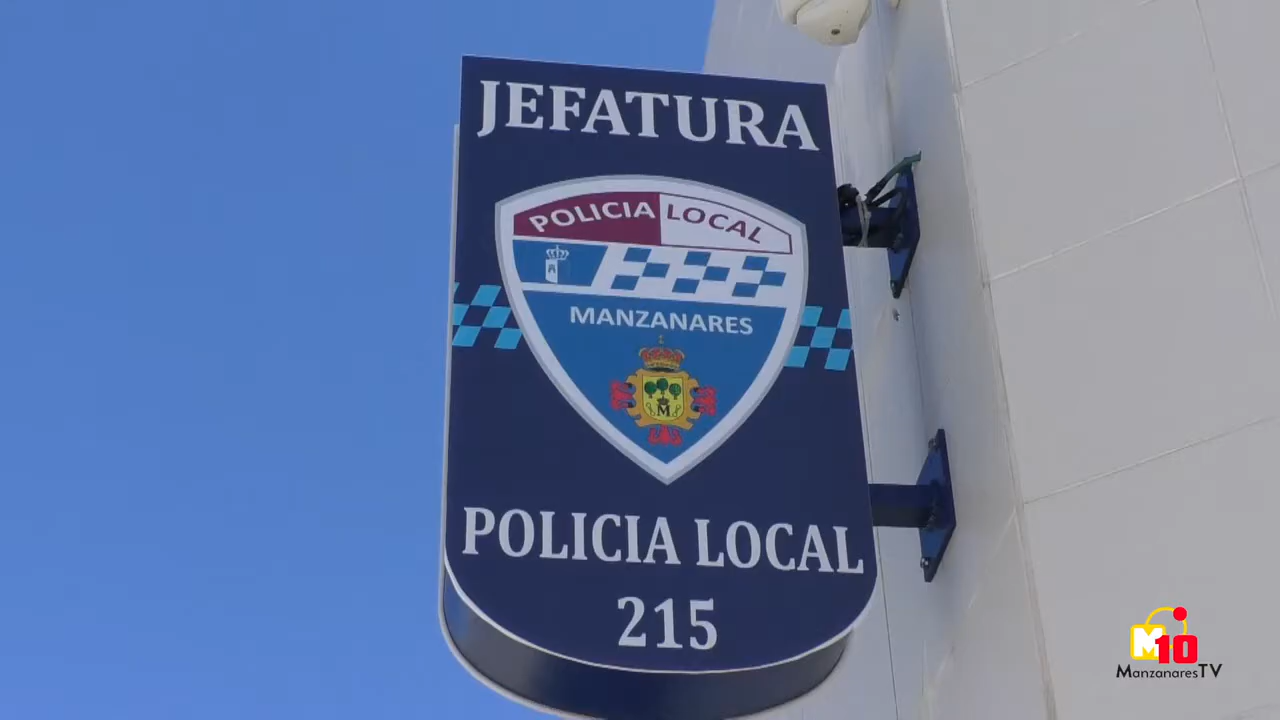 JEFATURA
POLICIA LOCAL
MANZANARES
M
POLICIA LOCAL
215
M10
ManzanaresTV